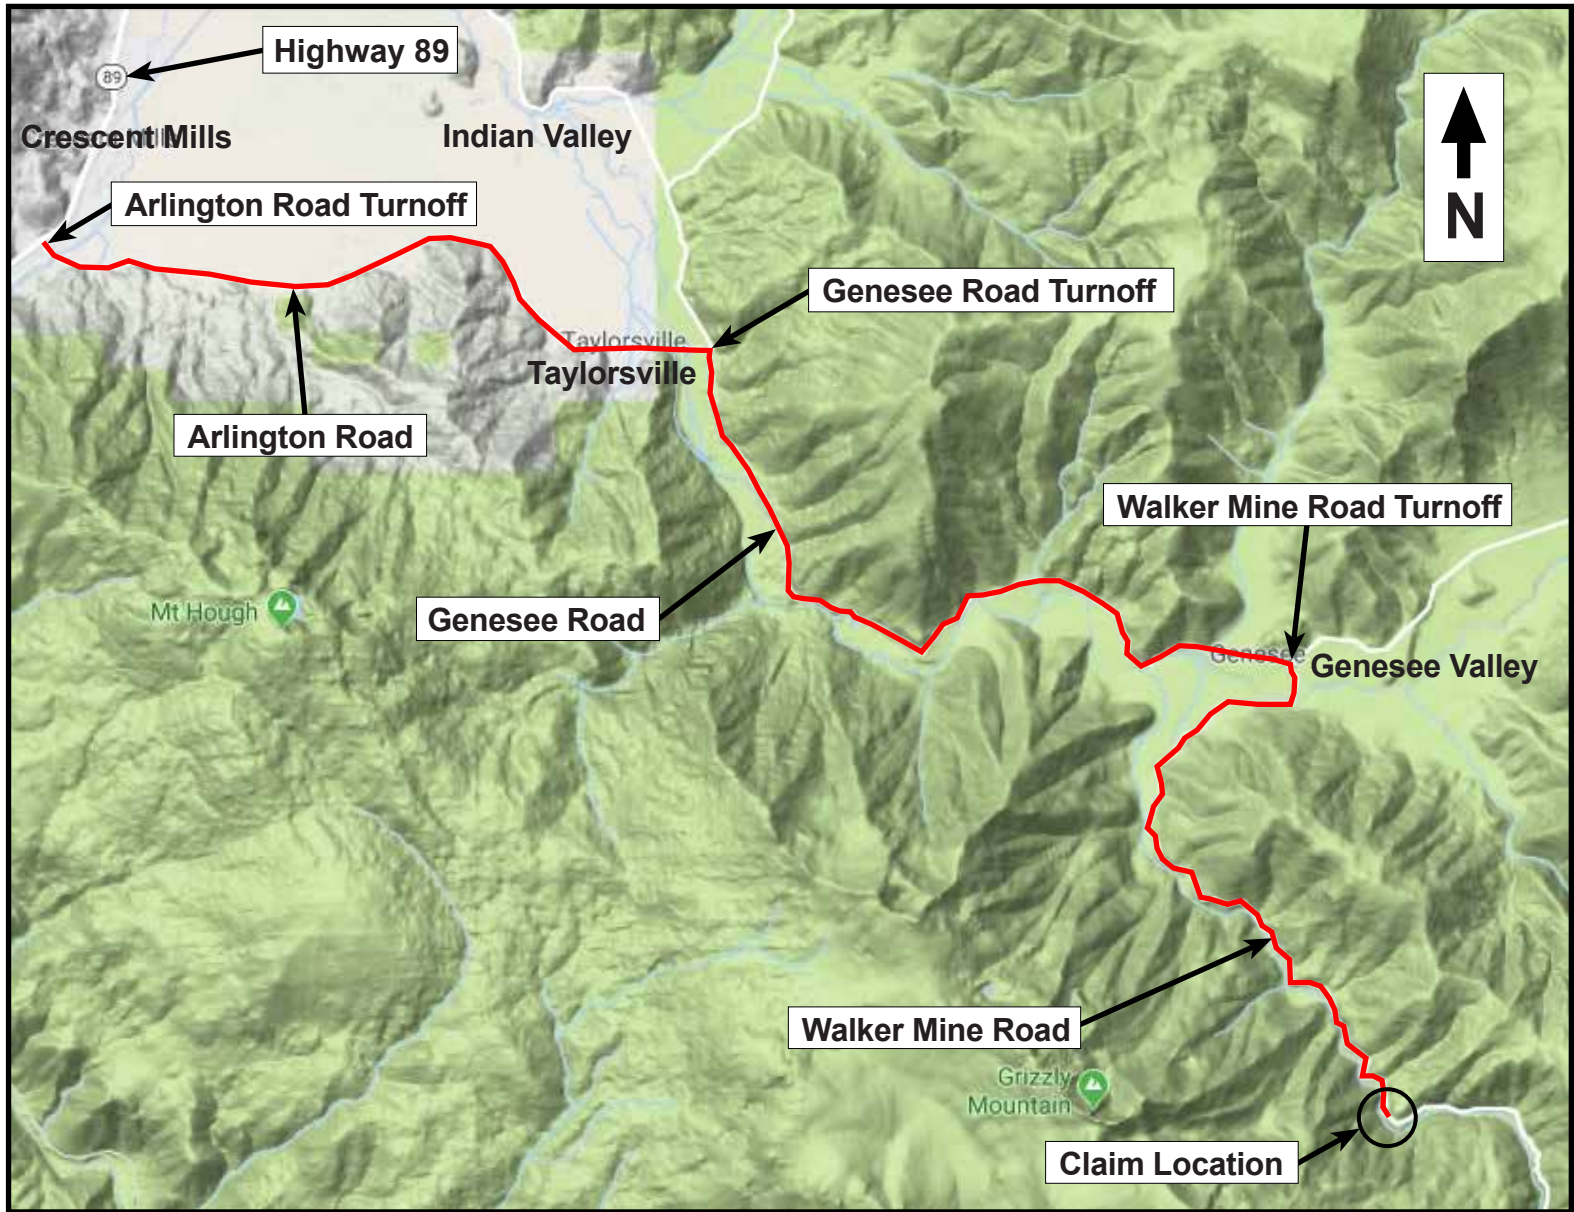 Highway 89
89
Crescent Mills
Indian Valley
N
Arlington Road Turnoff
Genesee Road Turnoff
Taylorsville
Taylorsville
Arlington Road
Walker Mine Road Turnoff
Mt Hough
Genesee Road
Genesee
Genesee Valley
Walker Mine Road
Grizzly
Mountain
Claim Location